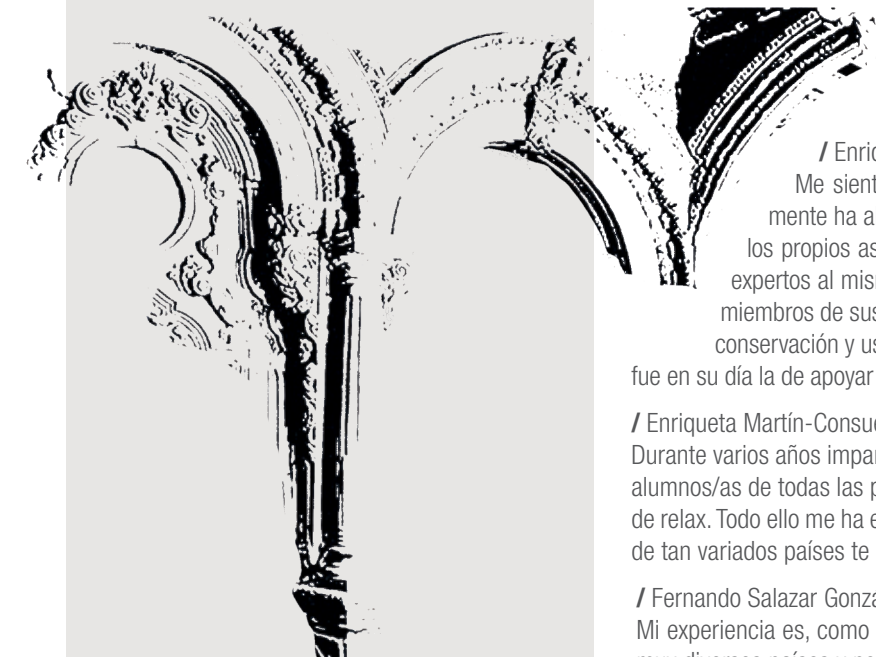 / Enriq
Me sient
mente ha a
los propios as
expertos al mism
miembros de sus
conservación y us
fue en su día la de apoyar
/ Enriqueta Martín-Consue
Durante varios años impar
alumnos/as de todas las p
de relax. Todo ello me ha e
de tan variados países te
/ Fernando Salazar Gonza
Mi experiencia es, como